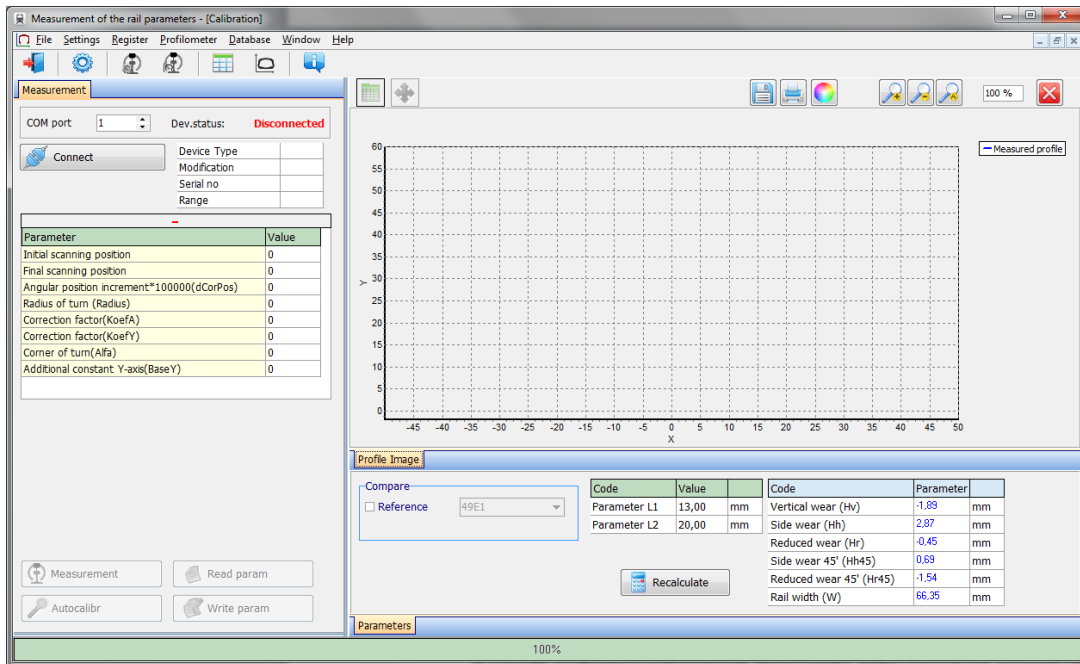 Measurement of the rail parameters - [Calibration]
File Settings Register Profilometer Database Window Help
Measurement
100 %
COM port 1 Dev.status: Disconnected
Connect
Device Type
Modification
Serial no
Range
Measured profile
–
Parameter Value
Initial scanning position 0
Final scanning position 0
Angular position increment*100000(dCorPos) 0
Radius of turn (Radius) 0
Correction factor(KoefA) 0
Correction factor(KoefY) 0
Corner of turn(Alfa) 0
Additional constant Y-axis(BaseY) 0
60
55
50
45
40
35
30
25
20
15
10
5
0
Y
-45 -40 -35 -30 -25 -20 -15 -10 -5 0 5 10 15 20 25 30 35 40 45 50
X
Profile Image
Compare
Reference 49E1
Code Value
Parameter L1 13,00 mm
Parameter L2 20,00 mm
Recalculate
Code Parameter
Vertical wear (Hv) -1,89 mm
Side wear (Hh) 2,87 mm
Reduced wear (Hr) -0,45 mm
Side wear 45' (Hh45) 0,69 mm
Reduced wear 45' (Hr45) -1,54 mm
Rail width (W) 66,35 mm
Measurement Read param
Autocalibr Write param
Parameters
100%